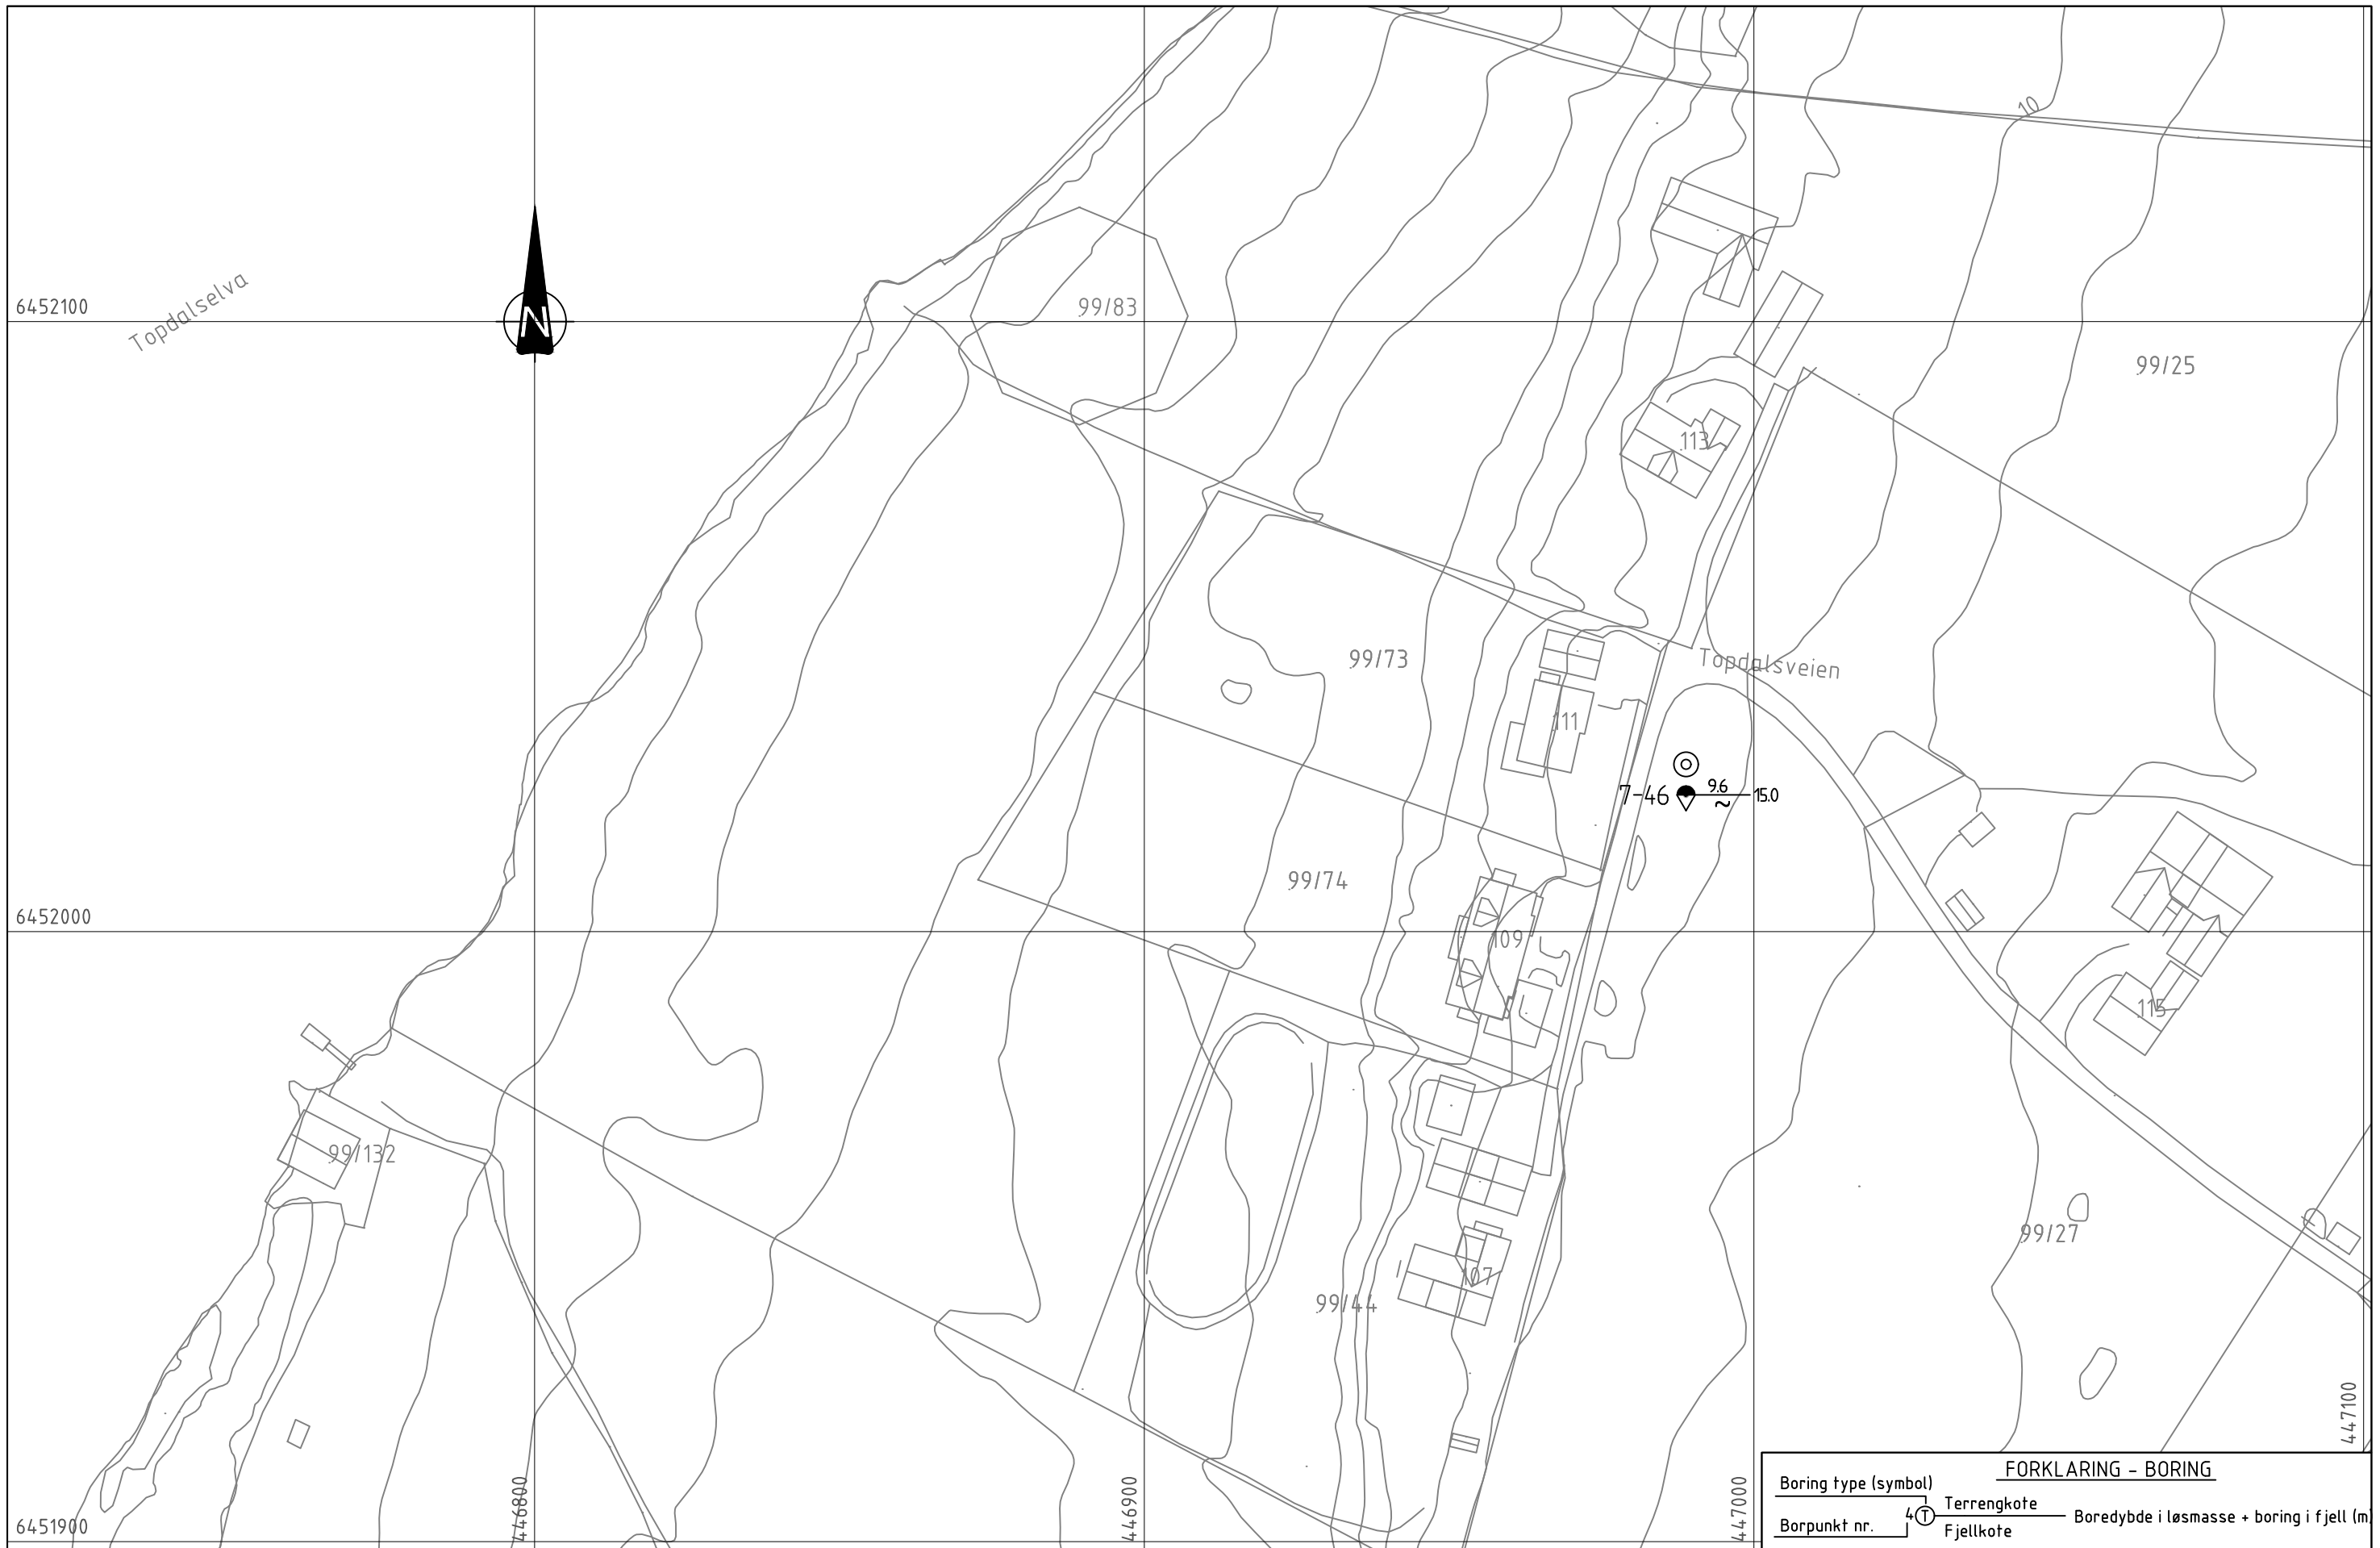 10
Topdalselva
6452100
N
99/83
99/25
113
99/73
Topdalsveien
111
7-46 9.6 15.0
~
99/74
6452000
109
115
99/132
99/27
107
99/44
447100
446800
446900
447000
6451900
FORKLARING - BORING
Boring type (symbol)
Terrengkote
4 T Boredybde i løsmasse + boring i fjell (m)
Borpunkt nr.
Fjellkote